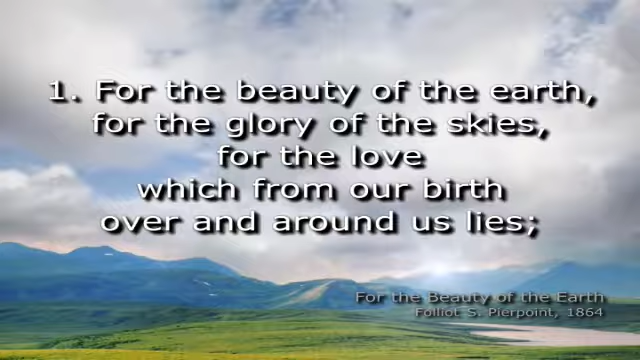 1. For the beauty of the earth,
for the glory of the skies,
for the love
which from our birth
over and around us lies;
For the Beauty of the Earth
Folliot S. Pierpoint, 1864